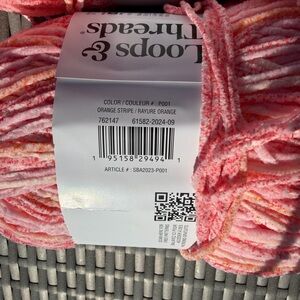 Loops &
Threads®
COLOR / COULEUR # : P001
ORANGE STRIPE / RAYURE ORANGE
762147 61582-2024-09
1 95158 29494 1
ARTICLE # : SBA2023-P001